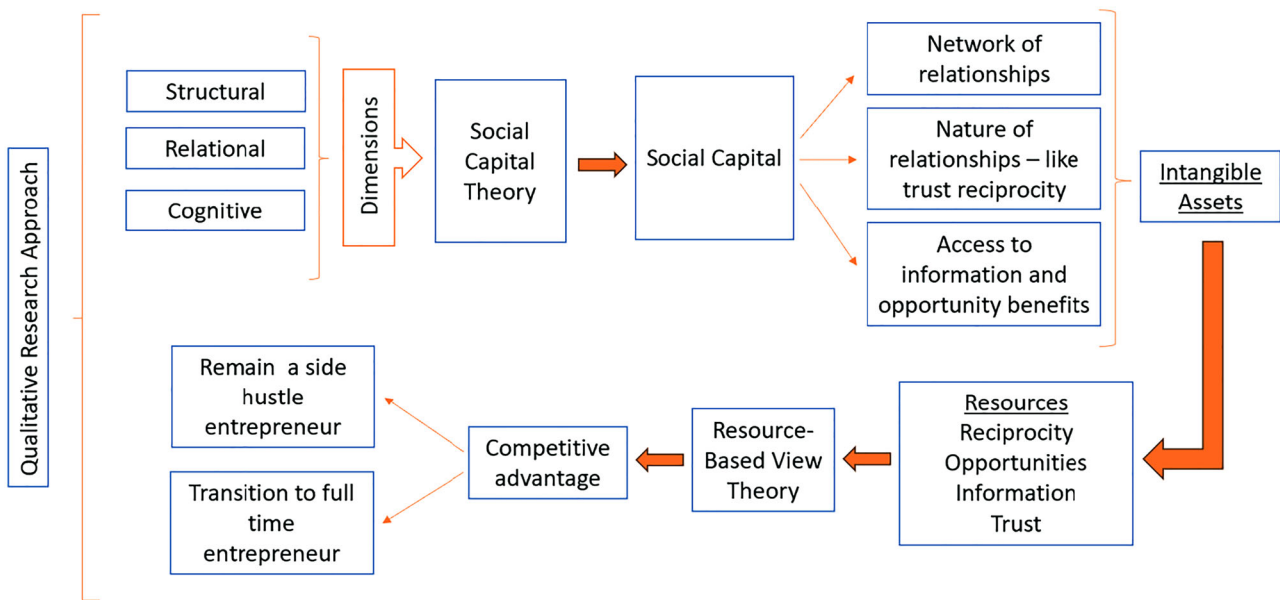 Qualitative Research Approach
Structural
Relational
Cognitive
Dimensions
Social
Capital
Theory
Social Capital
Network of
relationships
Nature of
relationships – like
trust reciprocity
Access to
information and
opportunity benefits
Intangible
Assets
Resources
Reciprocity
Opportunities
Information
Trust
Resource-
Based View
Theory
Competitive
advantage
Remain a side
hustle
entrepreneur
Transition to full
time
entrepreneur